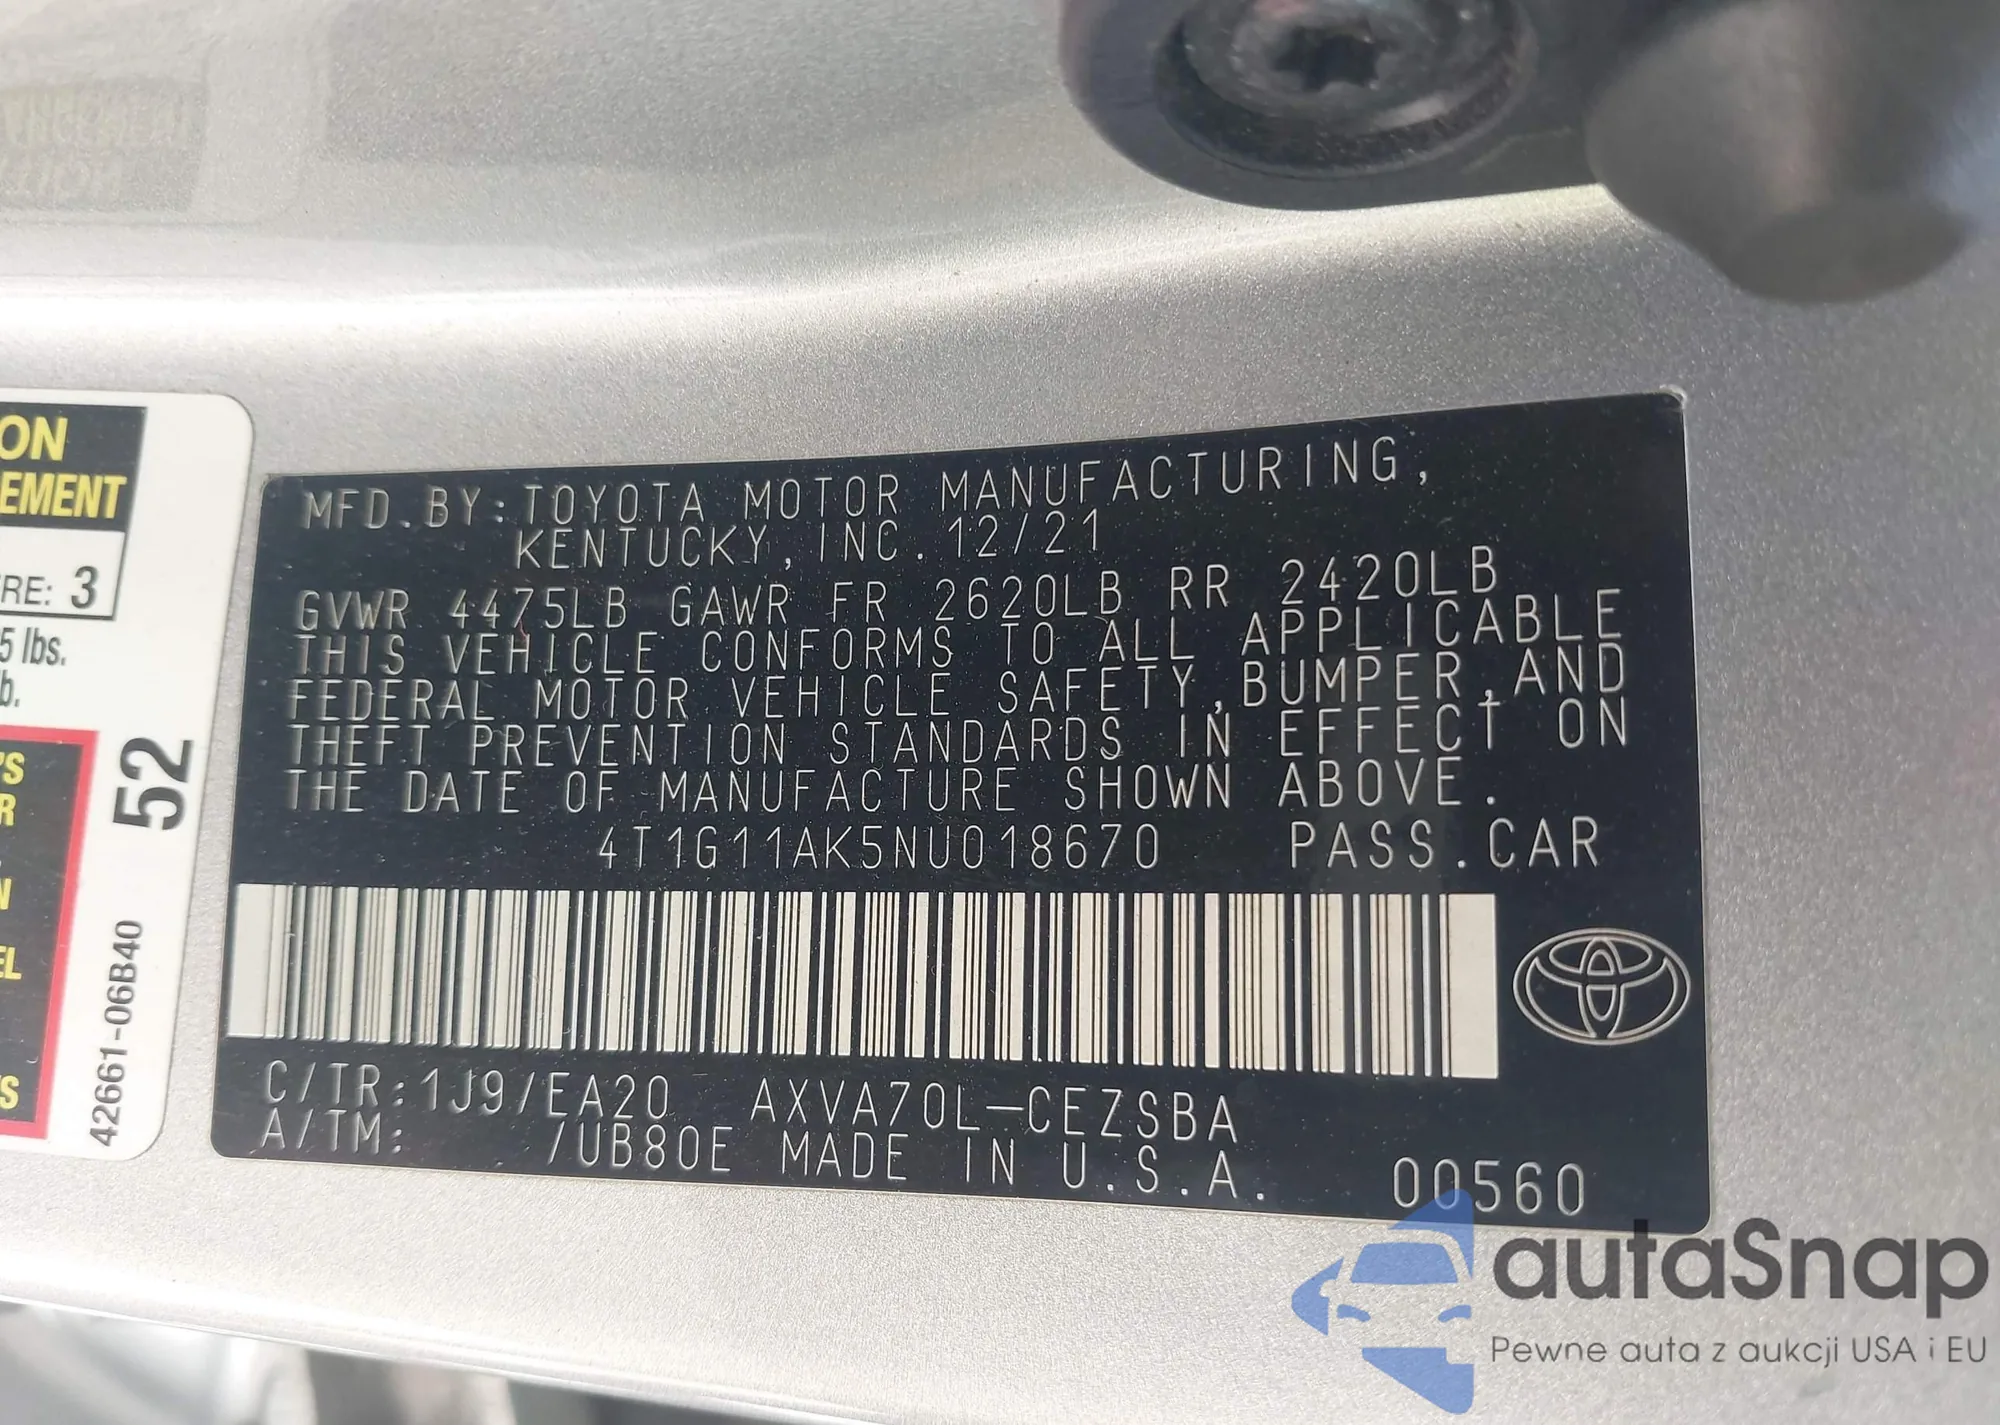 MFD.BY:TOYOTA MOTOR MANUFACTURING,
KENTUCKY,INC.12/21
GVWR 4475LB GAWR FR 2620LB RR 2420LB
THIS VEHICLE CONFORMS TO ALL APPLICABLE
FEDERAL MOTOR VEHICLE SAFETY,BUMPER,AND
THEFT PREVENTION STANDARDS IN EFFECT ON
THE DATE OF MANUFACTURE SHOWN ABOVE.
4T1G11AK5NU018670 PASS.CAR
C/TR:1J9/EA20 AXVA70L-CEZSBA
A/TM: /UB80E MADE IN U.S.A.
00560
ON
EMENT
RE: 3
5 lbs.
b.
'S
R
N
EL
S
52
42661-06B40
autaSnap
Pewne auta z aukcji USA i EU